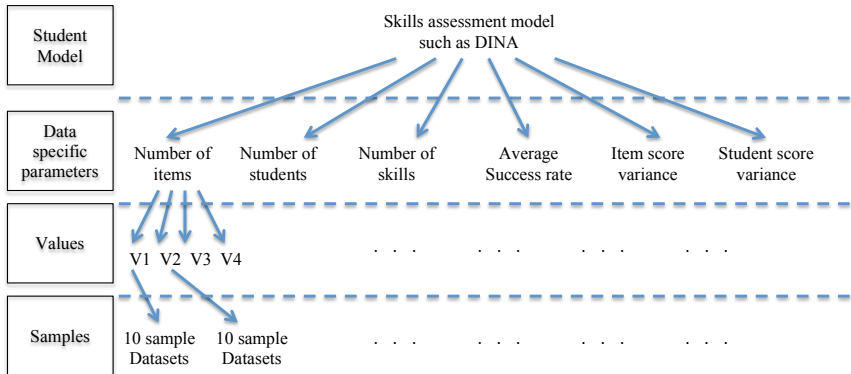 Student
Model
Skills assessment model
such as DINA
Data
specific
parameters
Number of
items
Number of
students
Number of
skills
Average
Success rate
Item score
variance
Student score
variance
Values
V1 V2 V3 V4
. . . . . . . . . . . .
Samples
10 sample
Datasets
10 sample
Datasets
. . . . . . . . . . . .